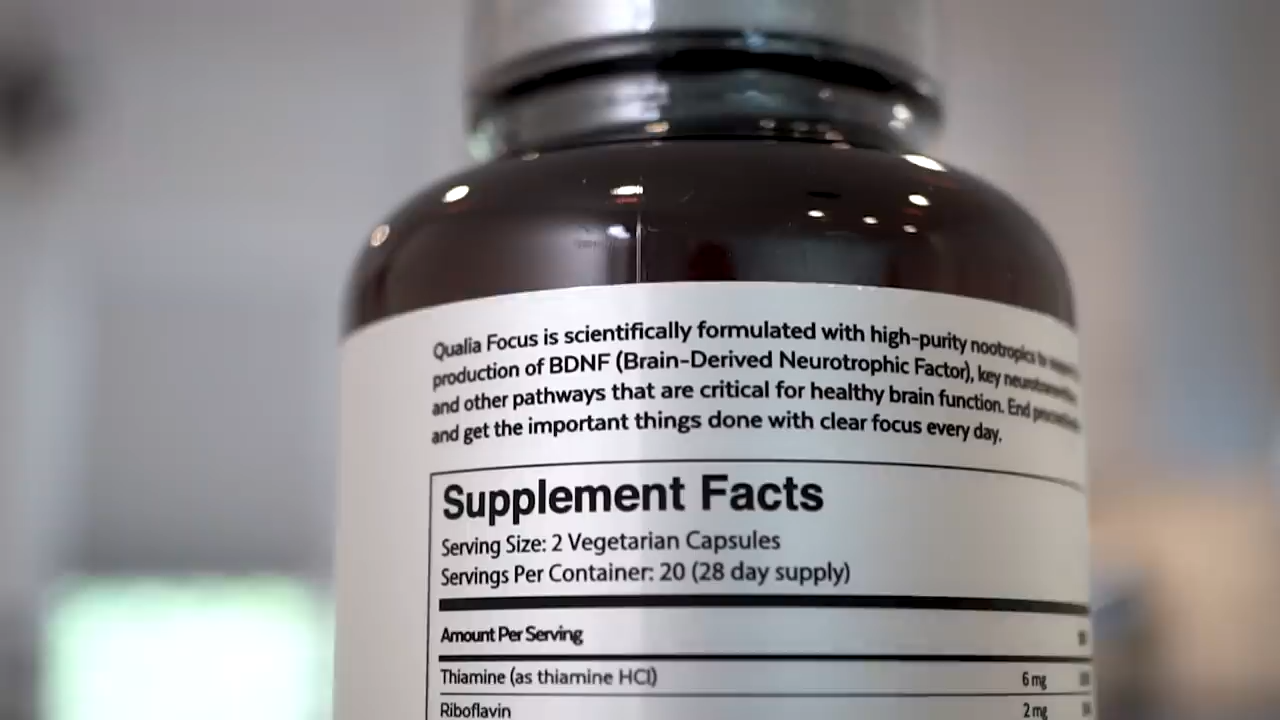 Qualia Focus is scientifically formulated with high-purity nootropics to
production of BDNF (Brain-Derived Neurotrophic Factor), key
and other pathways that are critical for healthy brain function. End
and get the important things done with clear focus every day.
Supplement Facts
Serving Size: 2 Vegetarian Capsules
Servings Per Container: 20 (28 day supply)
Amount Per Serving
Thiamine (as thiamine HCl) 6 mg
Riboflavin 2 mg